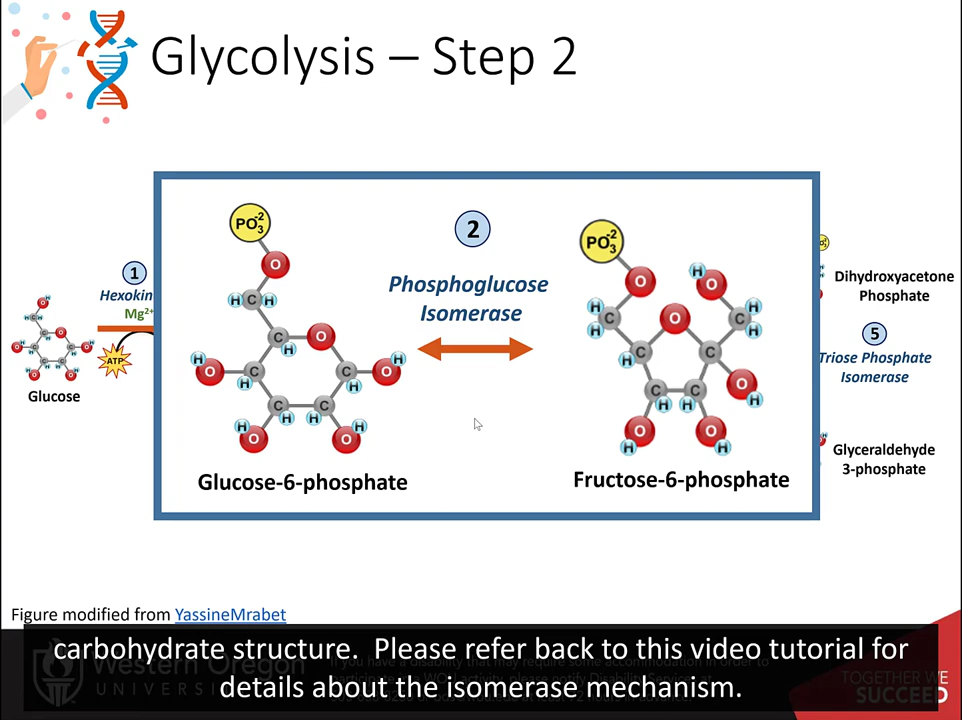 Glycolysis – Step 2
PO₃⁻²
2
PO₃⁻²
Phosphoglucose
Isomerase
O
H C H
C
O
H
H
O
H
C
H
C
H
O
H
C
H
C
H
H
O
H
O
Glucose-6-phosphate
O
H
O
H
C
H
O
C
H
H
H
C
C
C
H
C
H
O
H
O
H
O
H
Fructose-6-phosphate
1
Hexokin
Mg²⁺
ATP
Glucose
Dihydroxyacetone
Phosphate
5
Triose Phosphate
Isomerase
Glyceraldehyde
3-phosphate
Figure modified from YassineMrabet
carbohydrate structure. Please refer back to this video tutorial for
details about the isomerase mechanism.
Western Oregon
UNIVERSITY
TOGETHER WE
SUCCEED